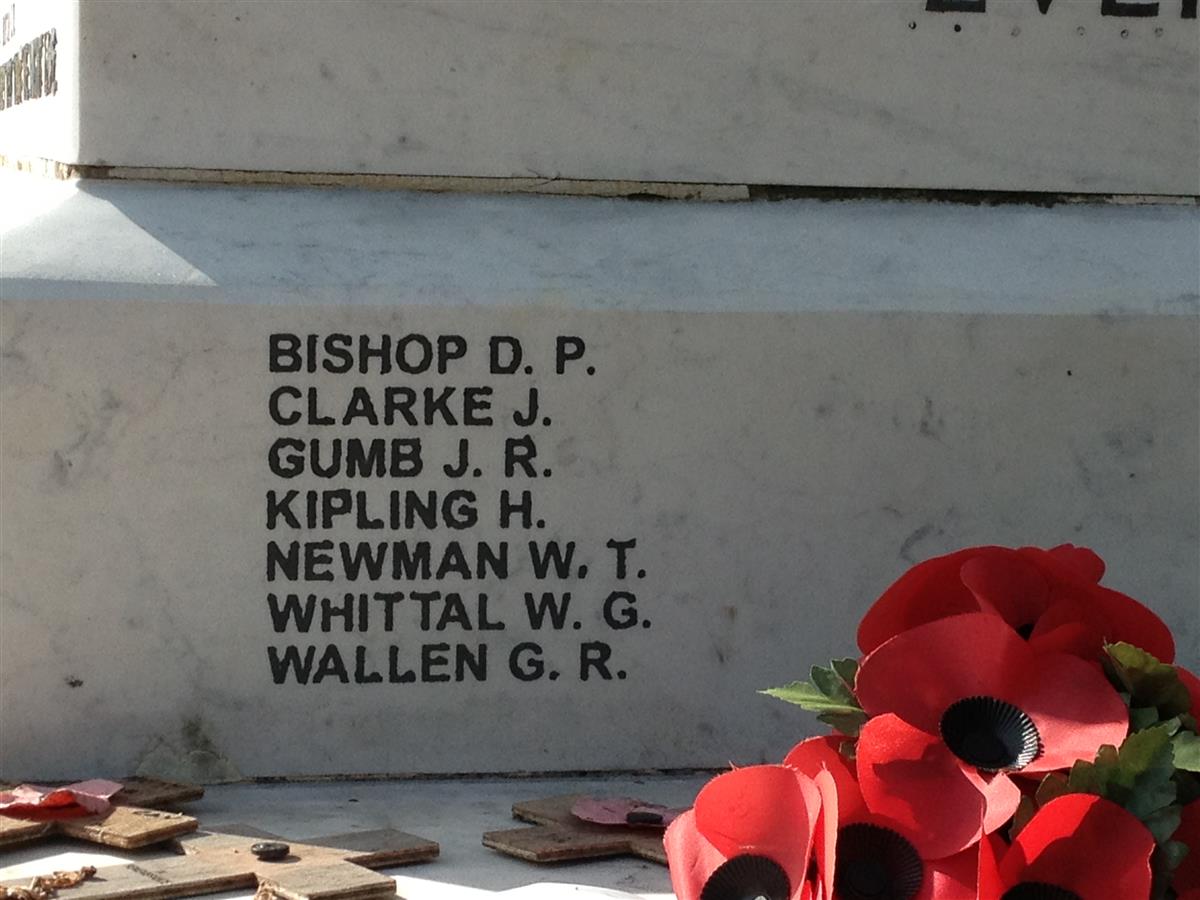 BISHOP D. P.
CLARKE J.
GUMB J. R.
KIPLING H.
NEWMAN W. T.
WHITTAL W. G.
WALLEN G. R.